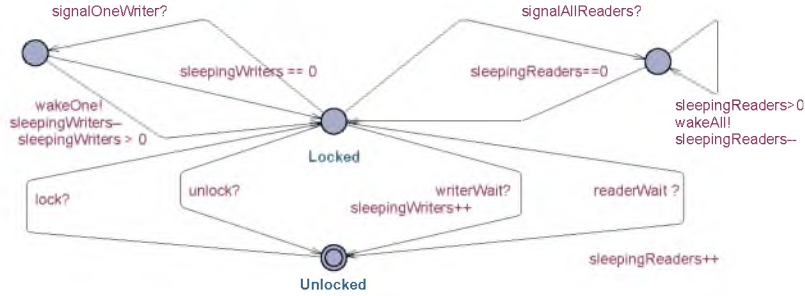 signalOneWriter?
signalAllReaders?
sleepingWriters == 0
sleepingReaders==0
wakeOne!
sleepingWriters--
sleepingWriters > 0
sleepingReaders>0
wakeAll!
sleepingReaders--
Locked
lock?
unlock?
writerWait?
sleepingWriters++
readerWait ?
sleepingReaders++
Unlocked